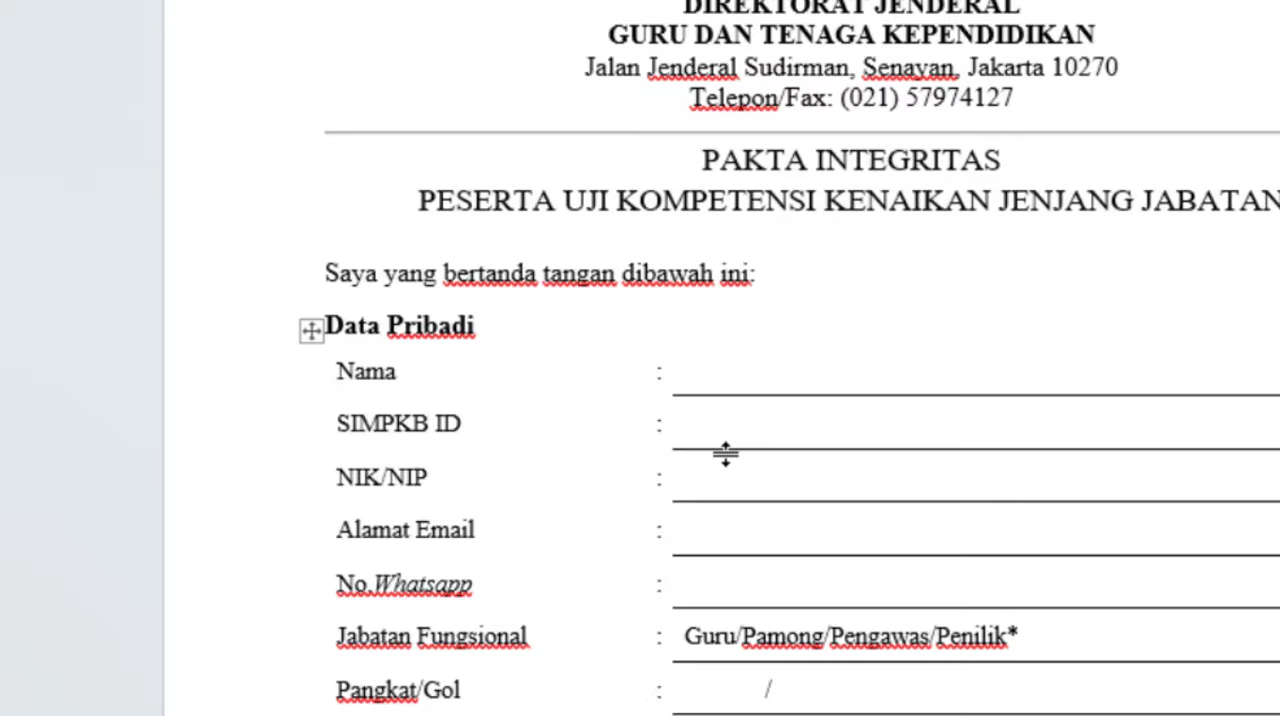 DIREKTORAT JENDERAL
GURU DAN TENAGA KEPENDIDIKAN
Jalan Jenderal Sudirman, Senayan, Jakarta 10270
Telepon/Fax: (021) 57974127
PAKTA INTEGRITAS
PESERTA UJI KOMPETENSI KENAIKAN JENJANG JABATAN
Saya yang bertanda tangan dibawah ini:
Data Pribadi
Nama :
SIMPKB ID :
NIK/NIP :
Alamat Email :
No.Whatsapp :
Jabatan Fungsional : Guru/Pamong/Pengawas/Penilik*
Pangkat/Gol : /